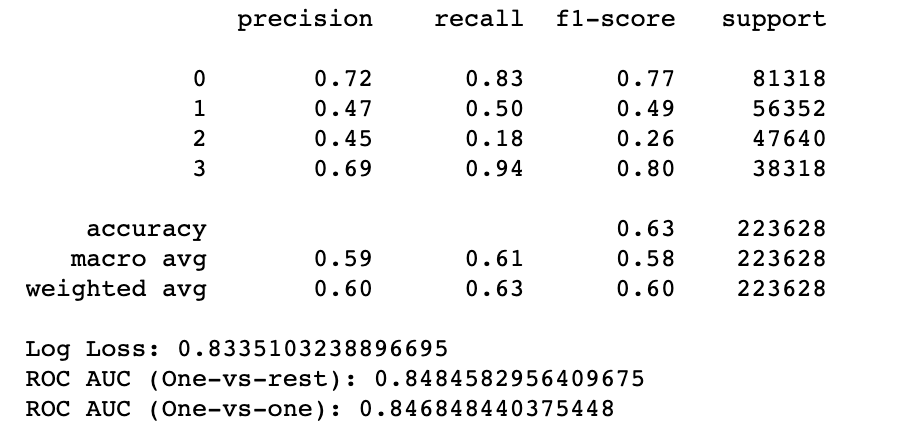 precision recall f1-score support
0 0.72 0.83 0.77 81318
1 0.47 0.50 0.49 56352
2 0.45 0.18 0.26 47640
3 0.69 0.94 0.80 38318
accuracy 0.63 223628
macro avg 0.59 0.61 0.58 223628
weighted avg 0.60 0.63 0.60 223628
Log Loss: 0.8335103238896695
ROC AUC (One-vs-rest): 0.8484582956409675
ROC AUC (One-vs-one): 0.846848440375448